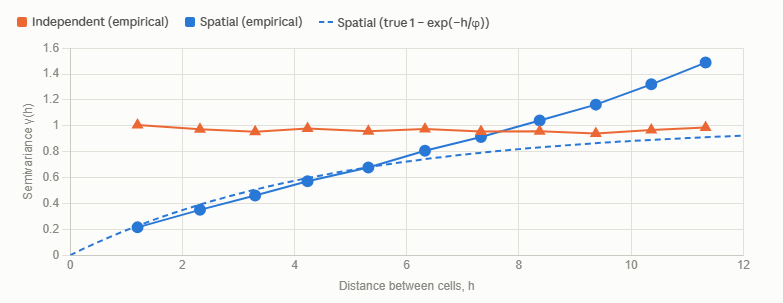 Independent (empirical) Spatial (empirical) Spatial (true 1 − exp(−h/φ))
1.6
1.4
1.2
1
0.8
0.6
0.4
0.2
0
Semivariance γ(h)
0 2 4 6 8 10 12
Distance between cells, h